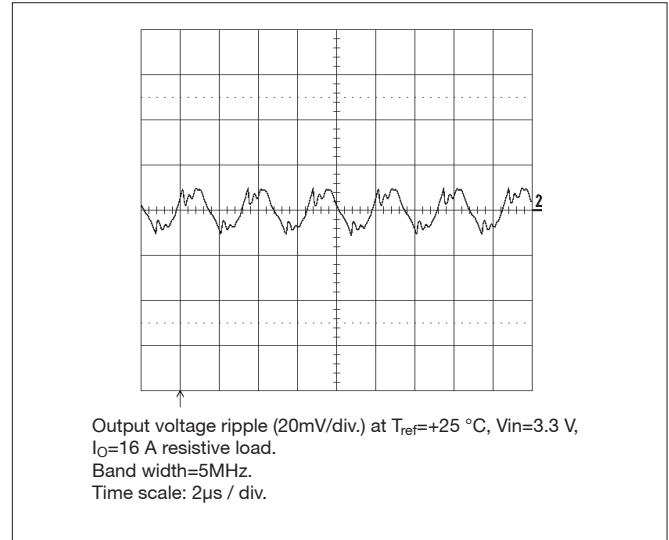 2
Output voltage ripple (20mV/div.) at Tref=+25 °C, Vin=3.3 V,
IO=16 A resistive load.
Band width=5MHz.
Time scale: 2µs / div.